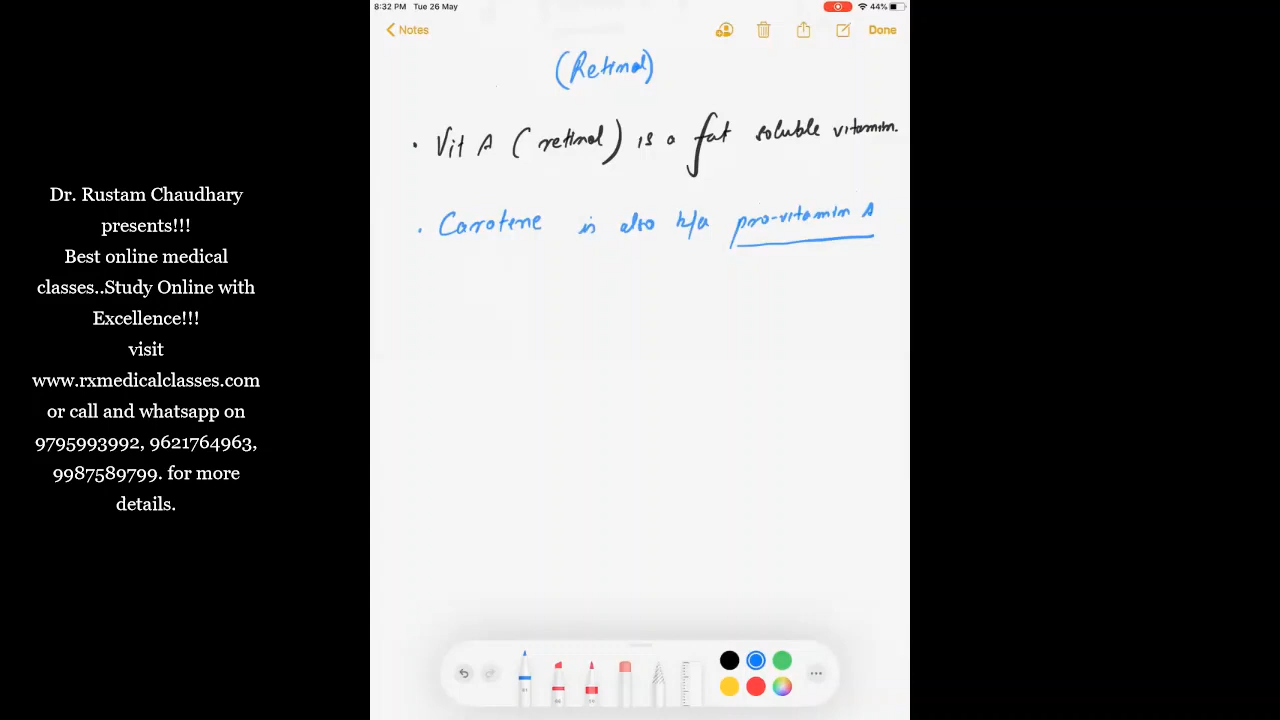 8:32 PM Tue 26 May
44%
Notes
Done
(Retinol)
• Vit A (retinol) is a fat soluble vitamin.
• Carrotene is also k/a pro-vitamin A
Dr. Rustam Chaudhary
presents!!!
Best online medical
classes..Study Online with
Excellence!!!
visit
www.rxmedicalclasses.com
or call and whatsapp on
9795993992, 9621764963,
9987589799. for more
details.